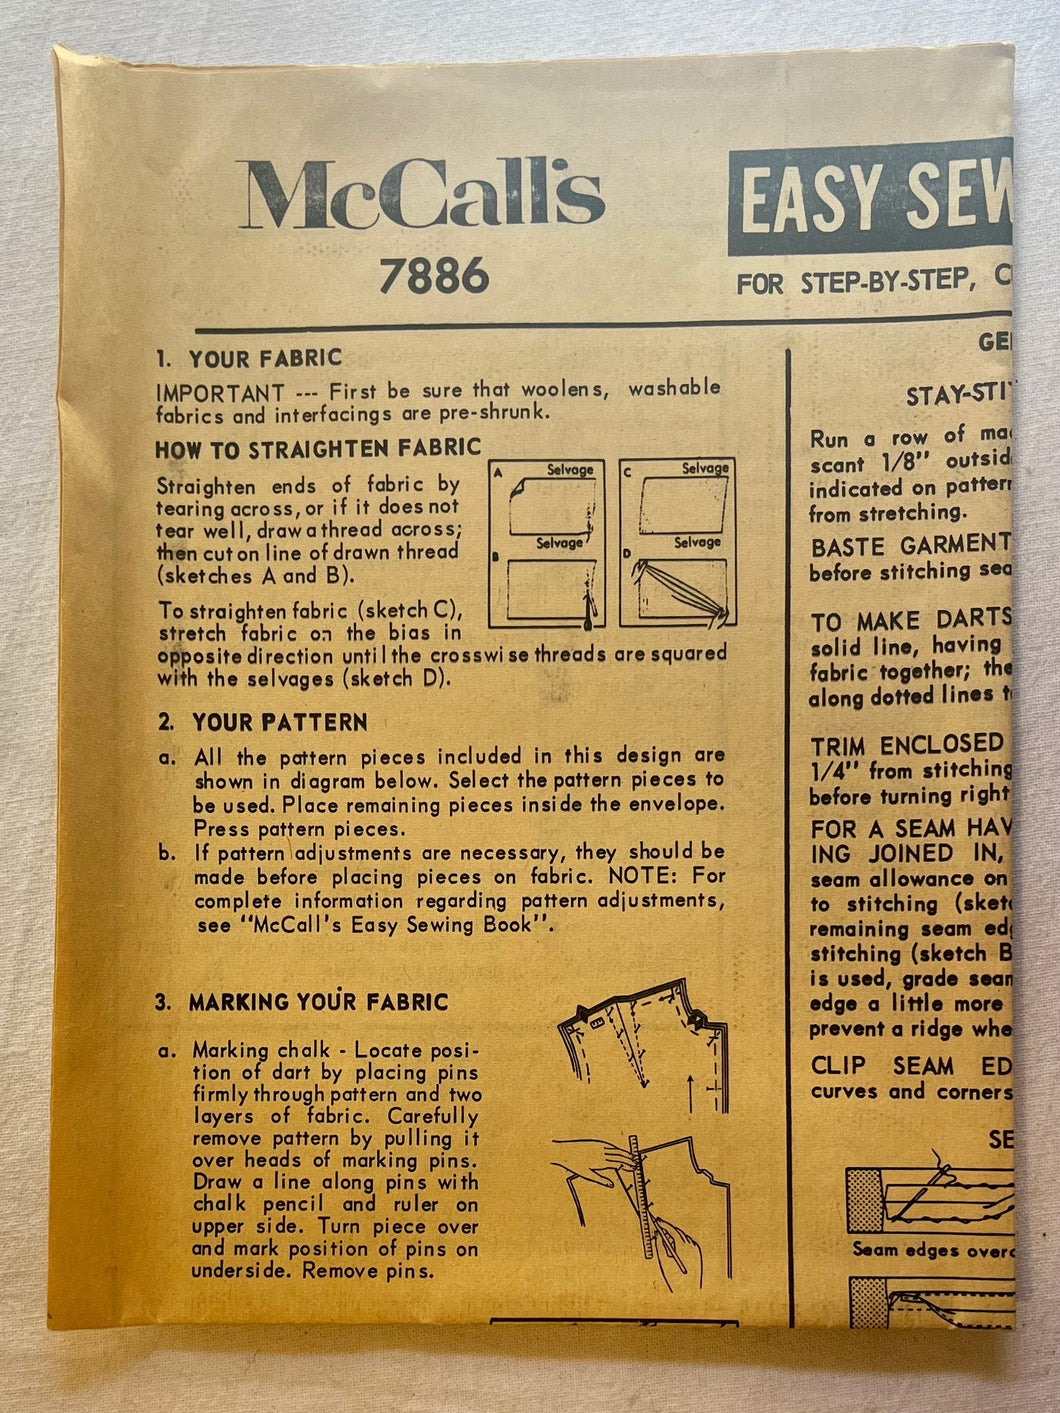 McCall's
7886
EASY SEW
FOR STEP-BY-STEP, C
1. YOUR FABRIC
IMPORTANT --- First be sure that woolens, washable
fabrics and interfacings are pre-shrunk.
HOW TO STRAIGHTEN FABRIC
Straighten ends of fabric by
tearing across, or if it does not
tear well, draw a thread across;
then cut on line of drawn thread
(sketches A and B).
To straighten fabric (sketch C),
stretch fabric on the bias in
opposite direction until the crosswise threads are squared
with the selvages (sketch D).
A Selvage
Selvage
B
C Selvage
Selvage
D
2. YOUR PATTERN
a. All the pattern pieces included in this design are
shown in diagram below. Select the pattern pieces to
be used. Place remaining pieces inside the envelope.
Press pattern pieces.
b. If pattern adjustments are necessary, they should be
made before placing pieces on fabric. NOTE: For
complete information regarding pattern adjustments,
see "McCall's Easy Sewing Book".
3. MARKING YOUR FABRIC
a. Marking chalk - Locate posi-
tion of dart by placing pins
firmly through pattern and two
layers of fabric. Carefully
remove pattern by pulling it
over heads of marking pins.
Draw a line along pins with
chalk pencil and ruler on
upper side. Turn piece over
and mark position of pins on
underside. Remove pins.
GE
STAY-STI
Run a row of ma
scant 1/8" outsid
indicated on pattern
from stretching.
BASTE GARMENT
before stitching sea
TO MAKE DARTS
solid line, having
fabric together; the
along dotted lines t
TRIM ENCLOSED
1/4" from stitching
before turning right
FOR A SEAM HAV
ING JOINED IN,
seam allowance on
to stitching (sket
remaining seam ed
stitching (sketch B
is used, grade seam
edge a little more
prevent a ridge whe
CLIP SEAM ED
curves and corners
SE
Seam edges overc